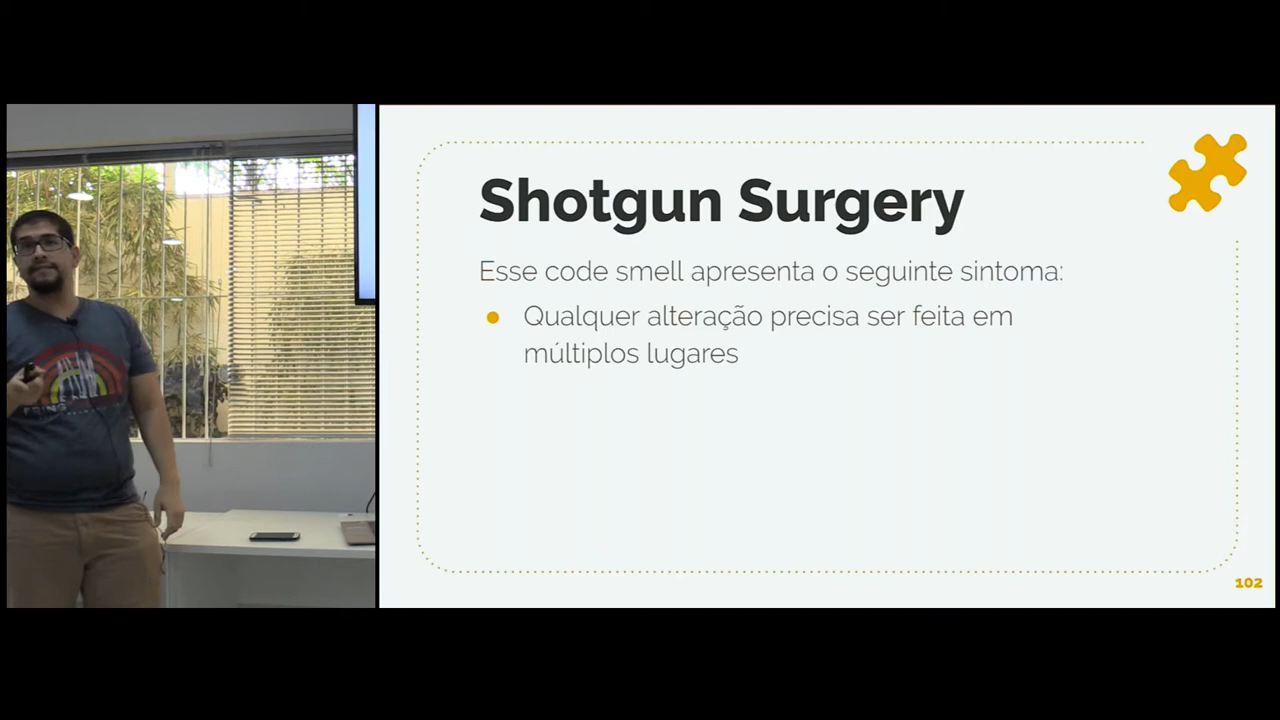 Shotgun Surgery
Esse code smell apresenta o seguinte sintoma:
Qualquer alteração precisa ser feita em
múltiplos lugares
102